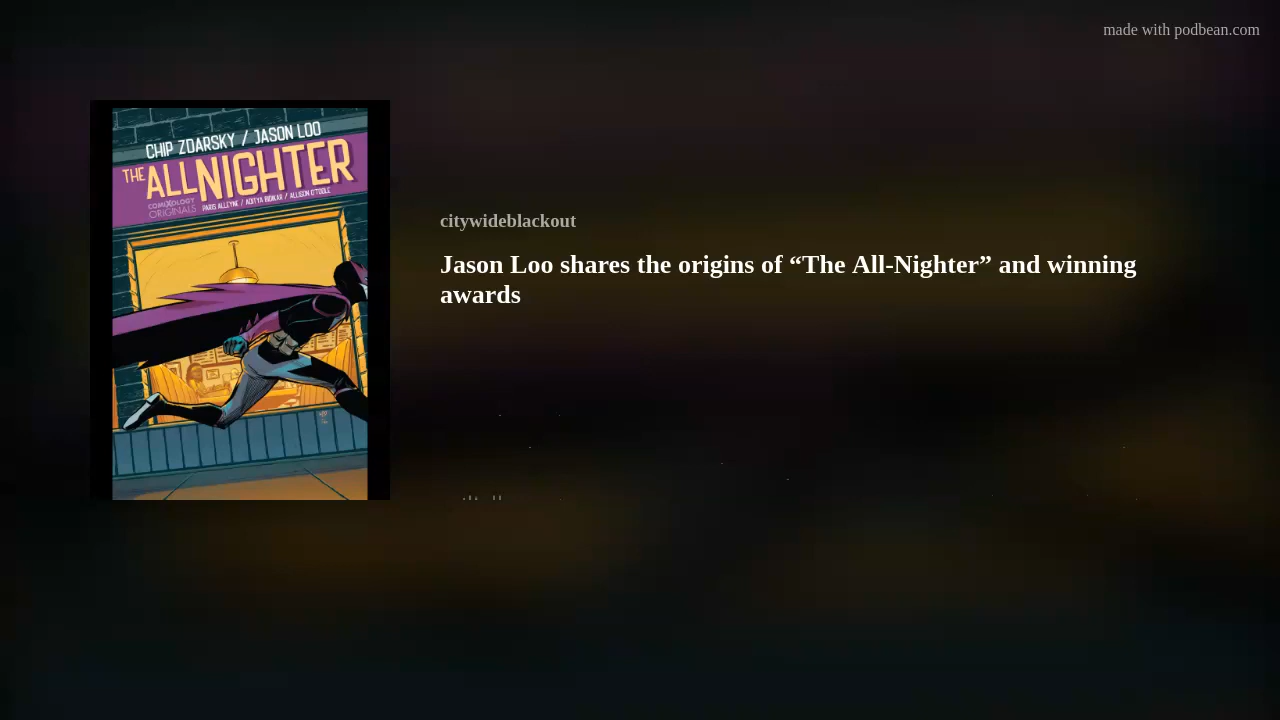 made with podbean.com
CHIP ZDARSKY / JASON LOO
THE ALLNIGHTER
COMIXOLOGY
ORIGINALS
PARIS ALLEYNE / ADITYA BIDIKAR / ALLISON O'TOOLE
citywideblackout
Jason Loo shares the origins of “The All-Nighter” and winning
awards